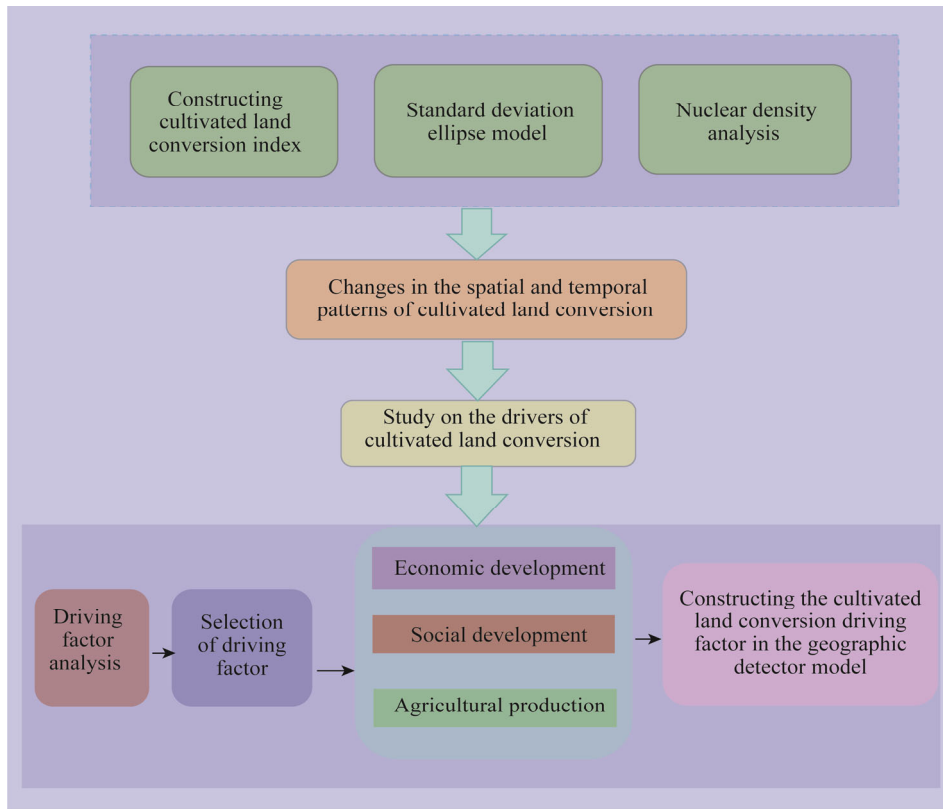 Constructing
cultivated land
conversion index
Standard deviation
ellipse model
Nuclear density
analysis
Changes in the spatial and temporal
patterns of cultivated land conversion
Study on the drivers of
cultivated land conversion
Driving
factor
analysis
Selection
of driving
factor
Economic development
Social development
Agricultural production
Constructing the cultivated
land conversion driving
factor in the geographic
detector model